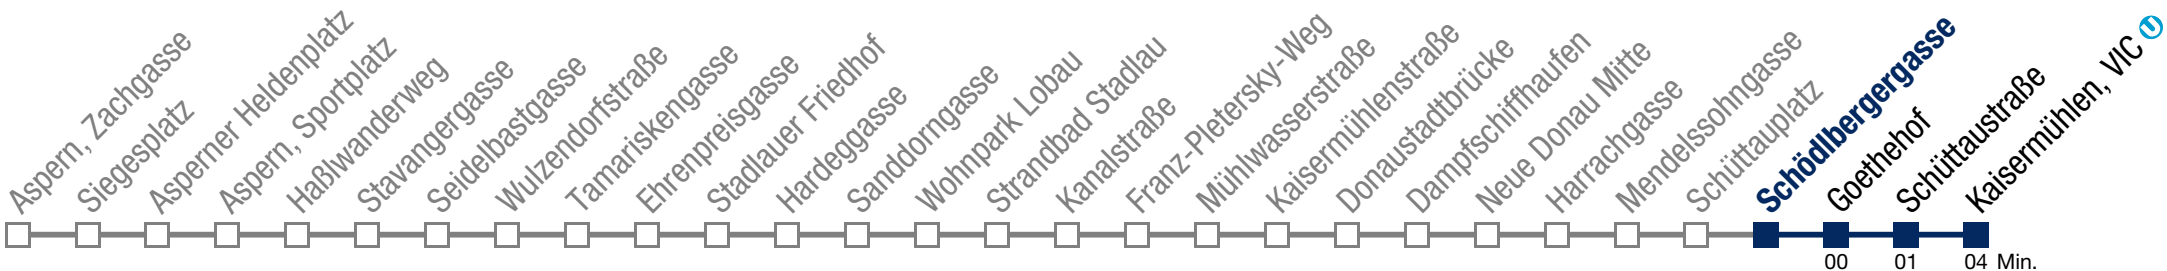 Aspern, Zachgasse
Siegesplatz
Asperner Heldenplatz
Aspern, Sportplatz
Haßlwanderweg
Stavangergasse
Seidelbastgasse
Wulzendorfstraße
Tamariskengasse
Ehrenpreisgasse
Stadlauer Friedhof
Hardeggasse
Sanddorngasse
Wohnpark Lobau
Strandbad Stadlau
Kanalstraße
Franz-Pletersky-Weg
Mühlwasserstraße
Kaisermühlenstraße
Donaustadtbrücke
Dampfschiffhaufen
Neue Donau Mitte
Harrachgasse
Mendelssohngasse
Schüttauplatz
Schödlbergergasse
Goethehof
Schüttaustraße
Kaisermühlen, VIC U
00 01 04 Min.